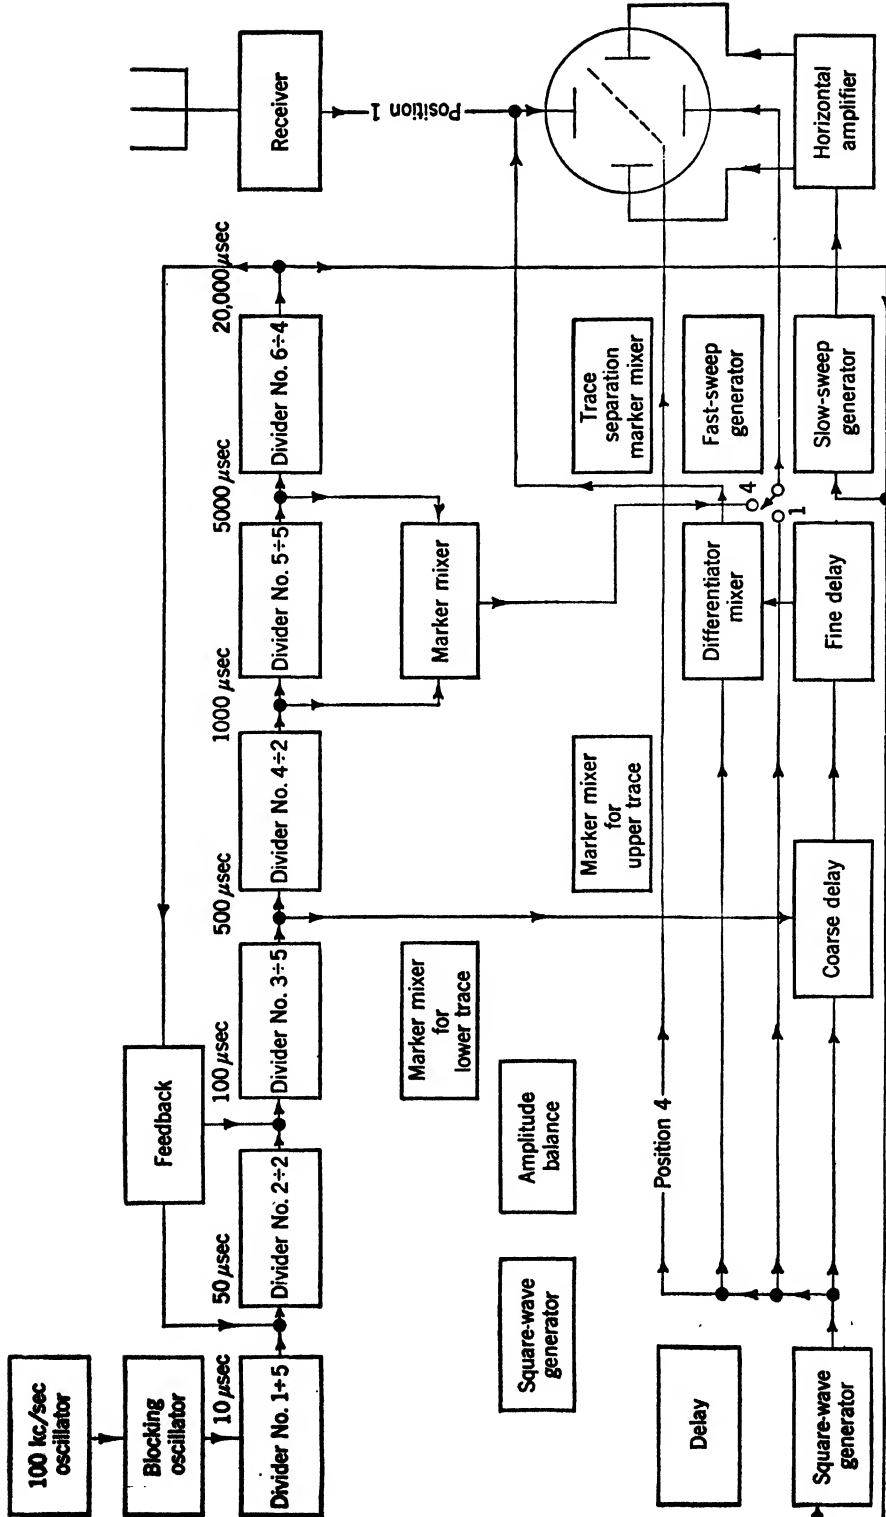 100 kc/sec
oscillator
Blocking
oscillator
10 μsec
Divider No. 1÷5
50 μsec
Divider No. 2÷2
Feedback
100 μsec
Divider No. 3÷5
500 μsec
Divider No. 4÷2
1000 μsec
Divider No. 5÷5
5000 μsec
Divider No. 6÷4
20,000 μsec
Receiver
Position 1
Marker mixer
for
lower trace
Marker mixer
Square-wave
generator
Amplitude
balance
Marker mixer
for
upper trace
Trace
separation
marker mixer
Position 4
Delay
Differentiator
mixer
4
1
Fast-sweep
generator
Square-wave
generator
Coarse delay
Fine delay
Slow-sweep
generator
Horizontal
amplifier